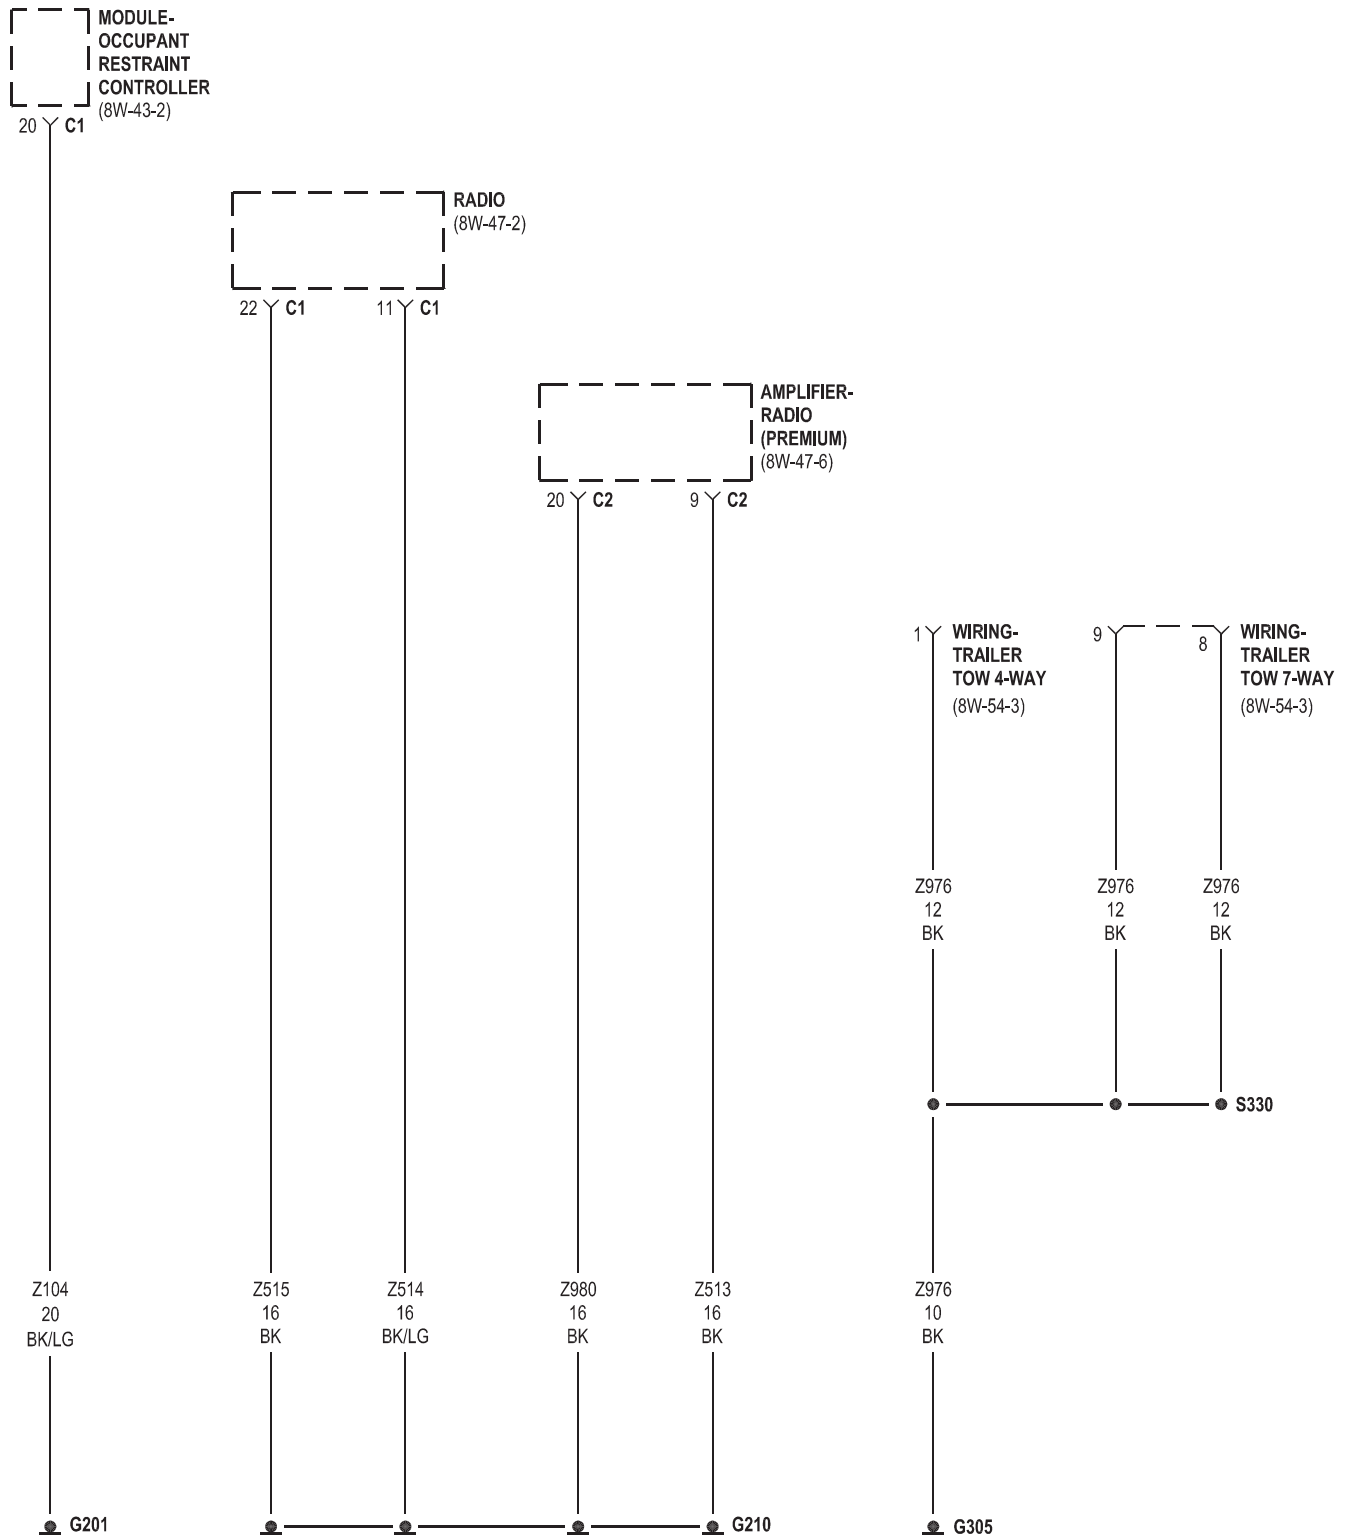 MODULE-
OCCUPANT
RESTRAINT
CONTROLLER
(8W-43-2)
20 C1
RADIO
(8W-47-2)
22 C1
11 C1
AMPLIFIER-
RADIO
(PREMIUM)
(8W-47-6)
20 C2
9 C2
1
WIRING-
TRAILER
TOW 4-WAY
(8W-54-3)
9
8
WIRING-
TRAILER
TOW 7-WAY
(8W-54-3)
Z976
12
BK
Z976
12
BK
Z976
12
BK
S330
Z104
20
BK/LG
Z515
16
BK
Z514
16
BK/LG
Z980
16
BK
Z513
16
BK
Z976
10
BK
G201
G210
G305